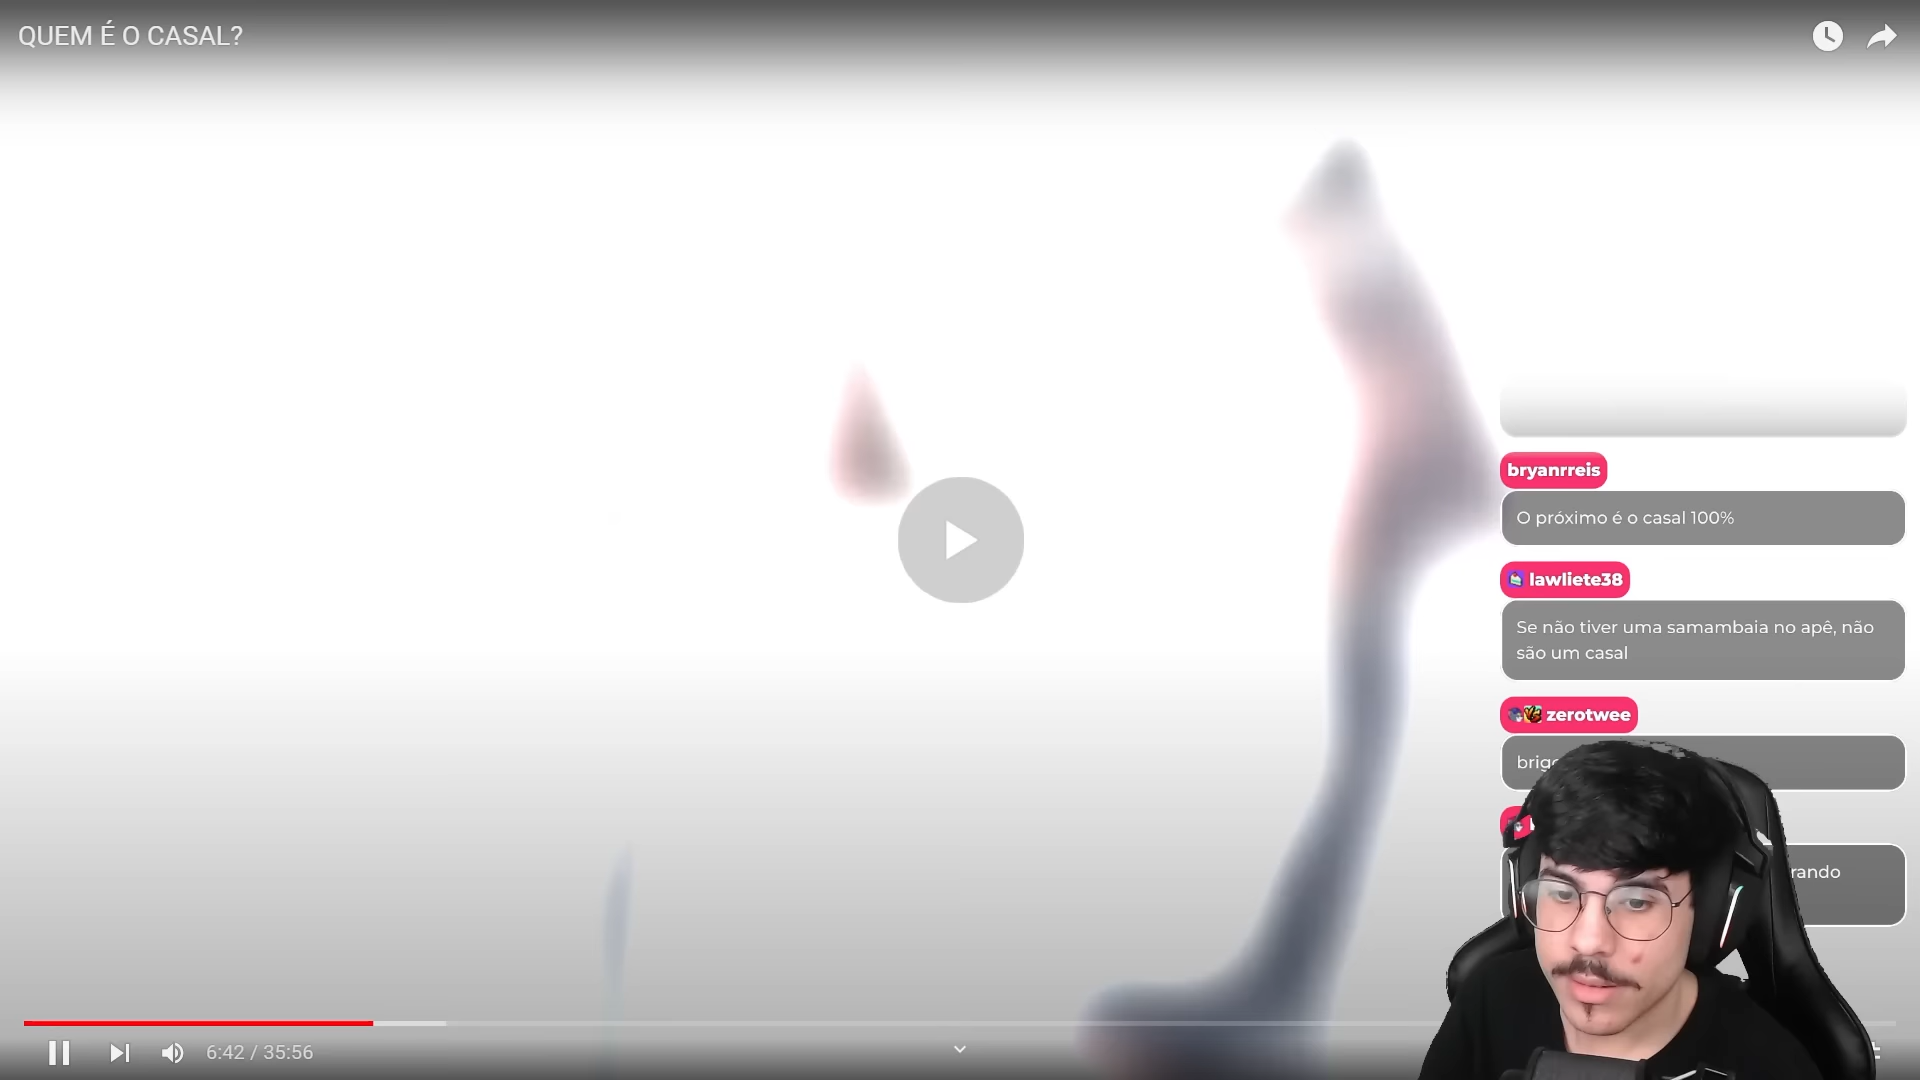 QUEM É O CASAL?
bryanrreis
O próximo é o casal 100%
lawliete38
Se não tiver uma samambaia no apê, não
são um casal
zerotwee
6:42 / 35:56